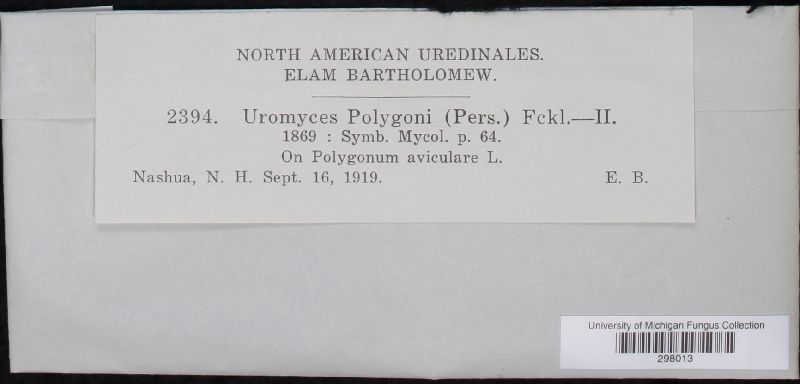 NORTH AMERICAN UREDINALES.
ELAM BARTHOLOMEW.
2394. Uromyces Polygoni (Pers.) Fckl.—II.
1869 : Symb. Mycol. p. 64.
On Polygonum aviculare L.
Nashua, N. H. Sept. 16, 1919. E. B.
University of Michigan Fungus Collection
298013